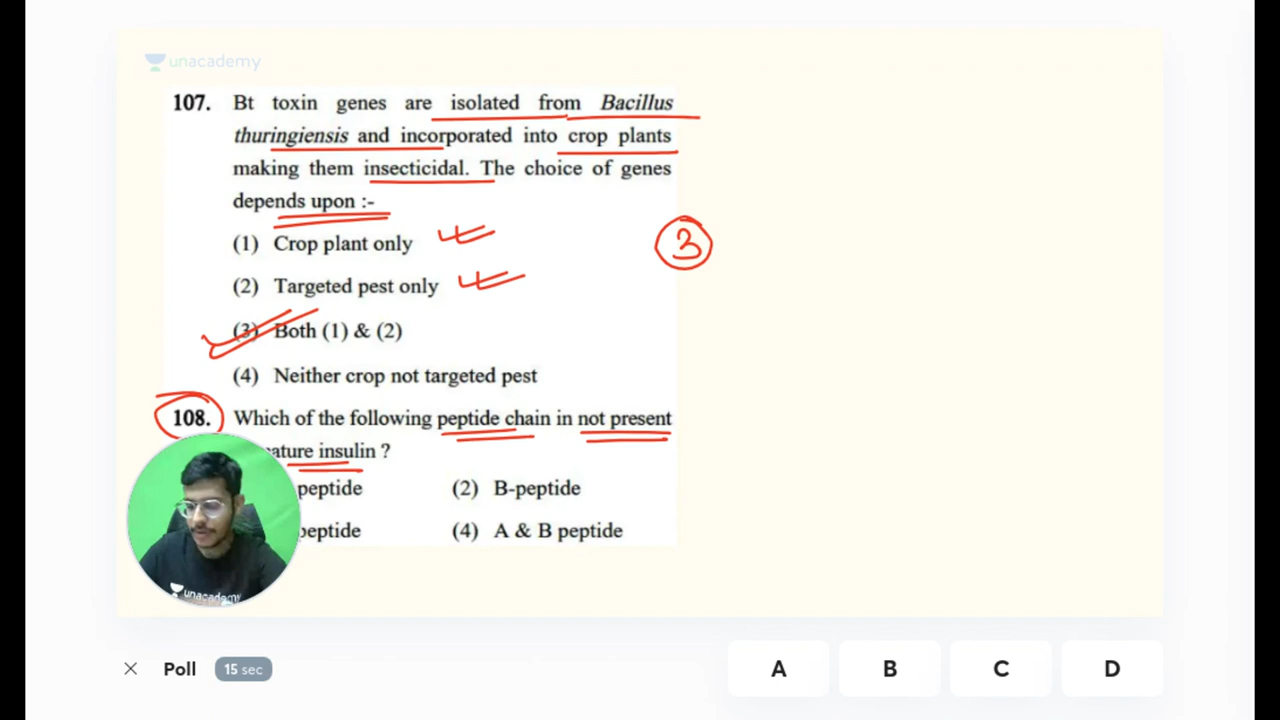 unacademy
107. Bt toxin genes are isolated from Bacillus
thuringiensis and incorporated into crop plants
making them insecticidal. The choice of genes
depends upon :-
(1) Crop plant only
3
(2) Targeted pest only
(3) Both (1) & (2)
(4) Neither crop not targeted pest
108. Which of the following peptide chain in not present
ature insulin ?
peptide (2) B-peptide
peptide (4) A & B peptide
unacademy
Poll 15 sec A B C D